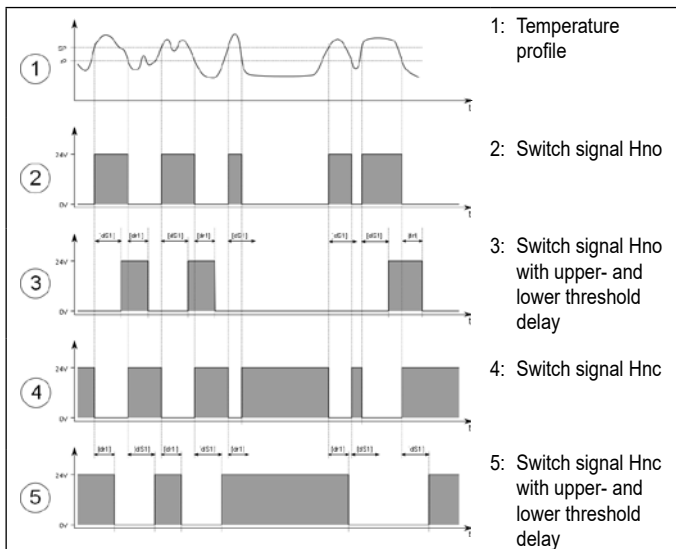 SP
rP
1
t
1: Temperature
profile
24V
0V
2
t
2: Switch signal Hno
[dS1] [dr1] [dS1] [dr1] [dS1] [dS1] [dS1] [dr1]
24V
0V
3
t
3: Switch signal Hno
with upper- and
lower threshold
delay
24V
0V
4
t
4: Switch signal Hnc
[dr1] [dS1] [dr1] [dS1] [dr1] [dr1] [dS1] [dS1]
24V
0V
5
t
5: Switch signal Hnc
with upper- and
lower threshold
delay